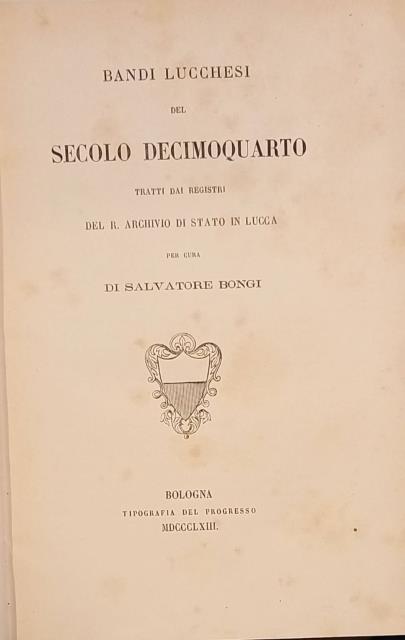 BANDI LUCCHESI
DEL
SECOLO DECIMOQUARTO
TRATTI DAI REGISTRI
DEL R. ARCHIVIO DI STATO IN LUCCA
PER CURA
DI SALVATORE BONGI
BOLOGNA
TIPOGRAFIA DEL PROGRESSO
MDCCCLXIII.